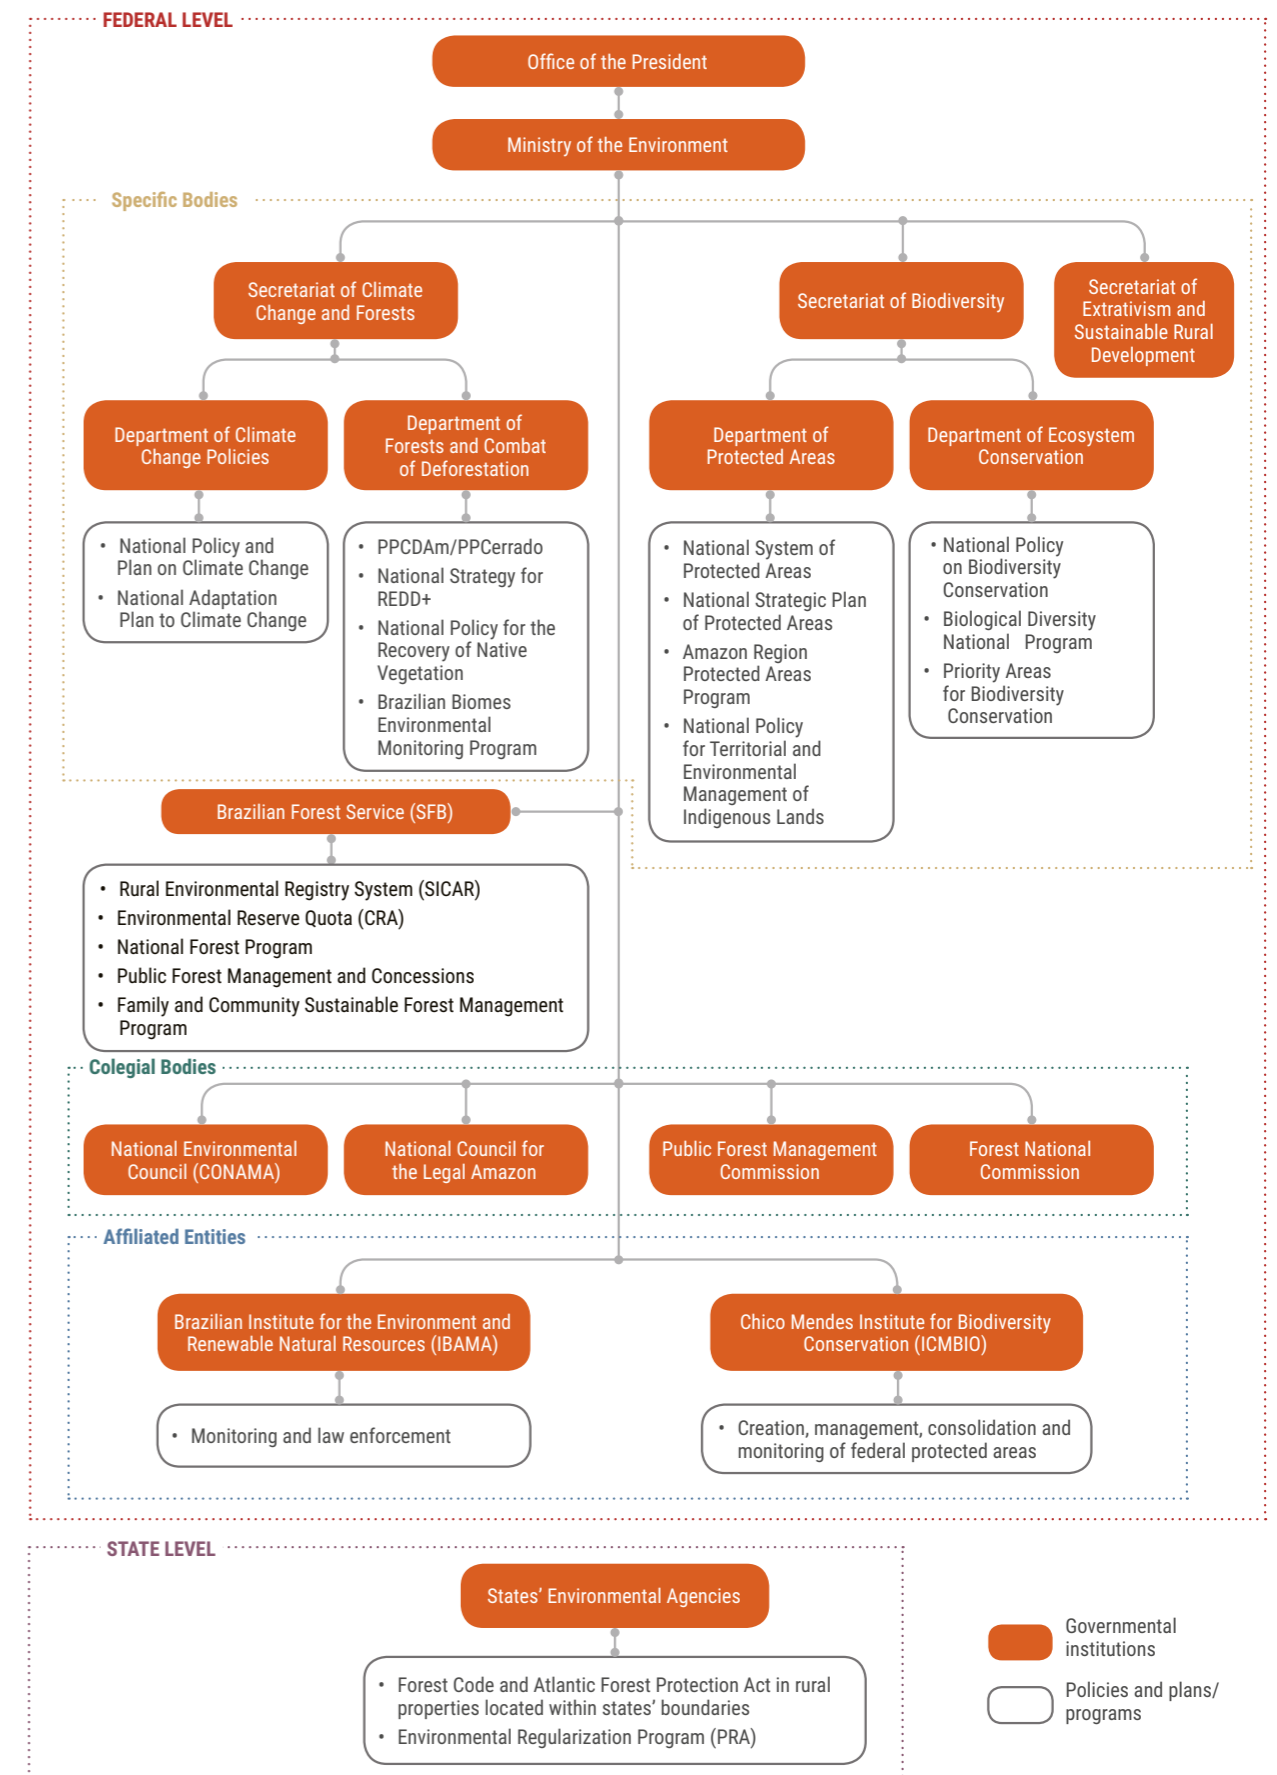 FEDERAL LEVEL
Office of the President
Ministry of the Environment
Specific Bodies
Secretariat of Climate
Change and Forests
Secretariat of Biodiversity
Secretariat of
Extrativism and
Sustainable Rural
Development
Department of Climate
Change Policies
Department of
Forests and Combat
of Deforestation
Department of
Protected Areas
Department of Ecosystem
Conservation
• National Policy and
Plan on Climate Change
• National Adaptation
Plan to Climate Change
• PPCDAm/PPCerrado
• National Strategy for
REDD+
• National Policy for the
Recovery of Native
Vegetation
• Brazilian Biomes
Environmental
Monitoring Program
• National System of
Protected Areas
• National Strategic Plan
of Protected Areas
• Amazon Region
Protected Areas
Program
• National Policy
for Territorial and
Environmental
Management of
Indigenous Lands
• National Policy
on Biodiversity
Conservation
• Biological Diversity
National Program
• Priority Areas
for Biodiversity
Conservation
Brazilian Forest Service (SFB)
• Rural Environmental Registry System (SICAR)
• Environmental Reserve Quota (CRA)
• National Forest Program
• Public Forest Management and Concessions
• Family and Community Sustainable Forest Management
Program
Colegial Bodies
National Environmental
Council (CONAMA)
National Council for
the Legal Amazon
Public Forest Management
Commission
Forest National
Commission
Affiliated Entities
Brazilian Institute for the Environment and
Renewable Natural Resources (IBAMA)
Chico Mendes Institute for Biodiversity
Conservation (ICMBIO)
• Monitoring and law enforcement
• Creation, management, consolidation and
monitoring of federal protected areas
STATE LEVEL
States’ Environmental Agencies
• Forest Code and Atlantic Forest Protection Act in rural
properties located within states’ boundaries
• Environmental Regularization Program (PRA)
Governmental
institutions
Policies and plans/
programs